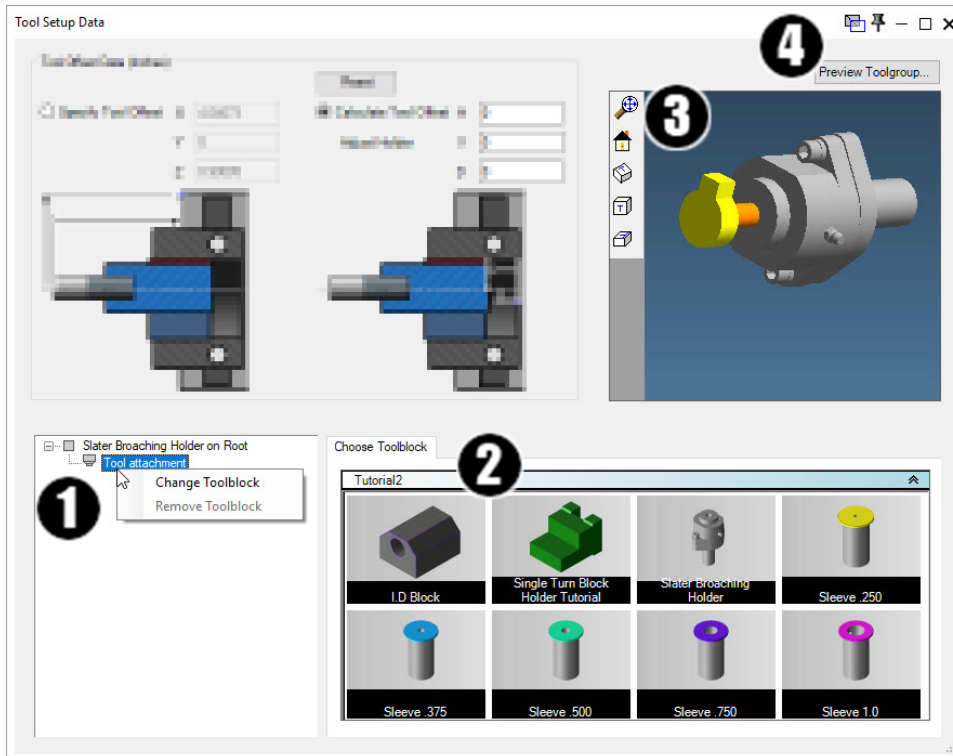 Tool Setup Data
4
Preview Toolgroup...
3
Slater Broaching Holder on Root
Tool attachment
Change Toolblock
Remove Toolblock
1
Choose Toolblock
2
Tutorial2
I.D Block
Single Turn Block
Holder Tutorial
Slater Broaching
Holder
Sleeve .250
Sleeve .375
Sleeve .500
Sleeve .750
Sleeve 1.0